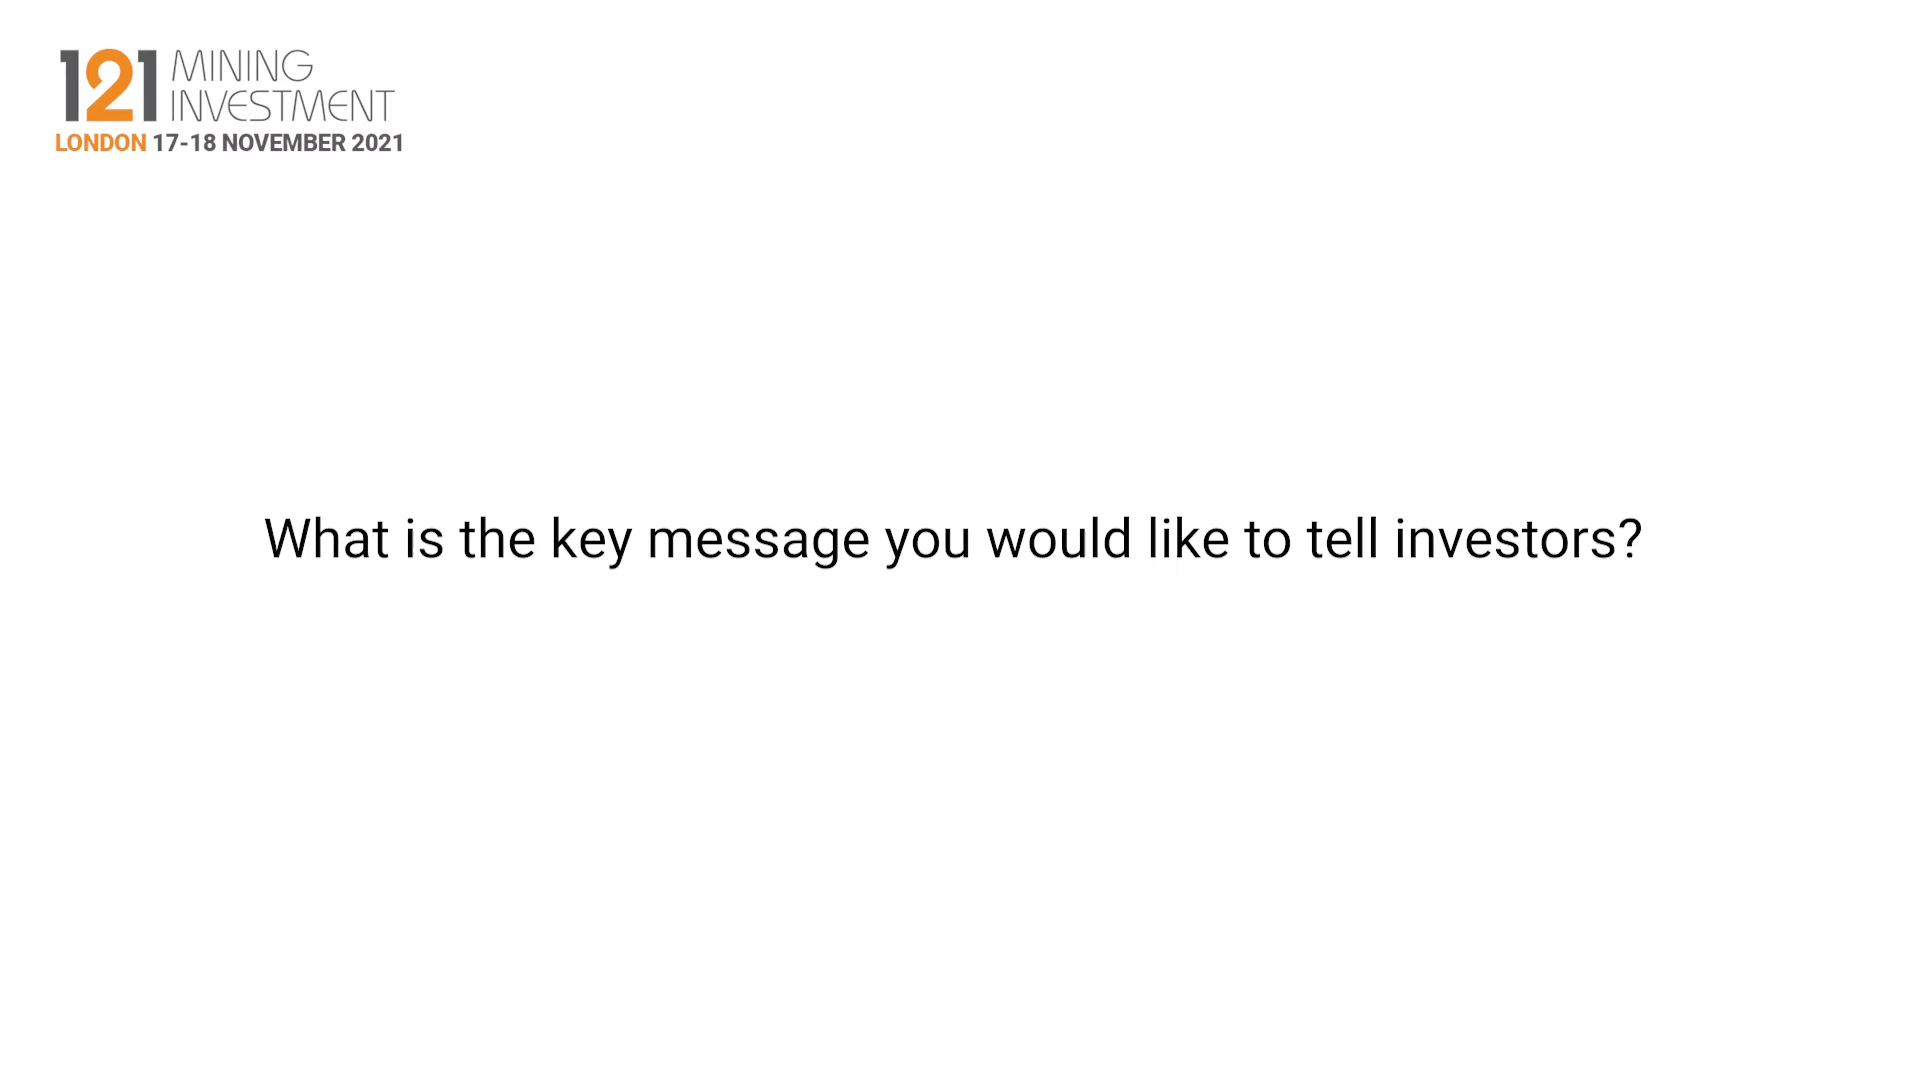 121 MINING
INVESTMENT
LONDON 17-18 NOVEMBER 2021
What is the key message you would like to tell investors?